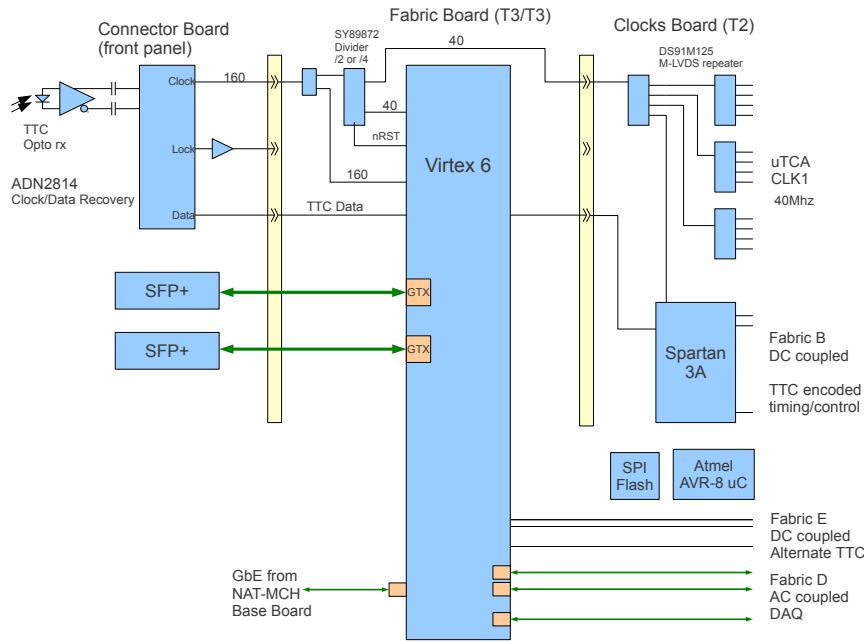 Fabric Board (T3/T3)
Clocks Board (T2)
Connector Board
(front panel)
SY89872
Divider
/2 or /4
40
DS91M125
M-LVDS repeater
Clock
160
40
nRST
TTC
Opto rx
Lock
Virtex 6
uTCA
CLK1
40Mhz
160
ADN2814
Clock/Data Recovery
Data
TTC Data
SFP+
GTX
SFP+
GTX
Spartan
3A
Fabric B
DC coupled
TTC encoded
timing/control
SPI
Flash
Atmel
AVR-8 uC
Fabric E
DC coupled
Alternate TTC
GbE from
NAT-MCH
Base Board
Fabric D
AC coupled
DAQ